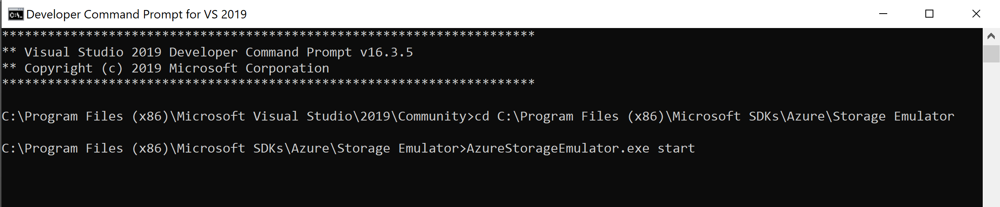 C:\. Developer Command Prompt for VS 2019
**********************************************************************
** Visual Studio 2019 Developer Command Prompt v16.3.5
** Copyright (c) 2019 Microsoft Corporation
**********************************************************************
C:\Program Files (x86)\Microsoft Visual Studio\2019\Community>cd C:\Program Files (x86)\Microsoft SDKs\Azure\Storage Emulator
C:\Program Files (x86)\Microsoft SDKs\Azure\Storage Emulator>AzureStorageEmulator.exe start